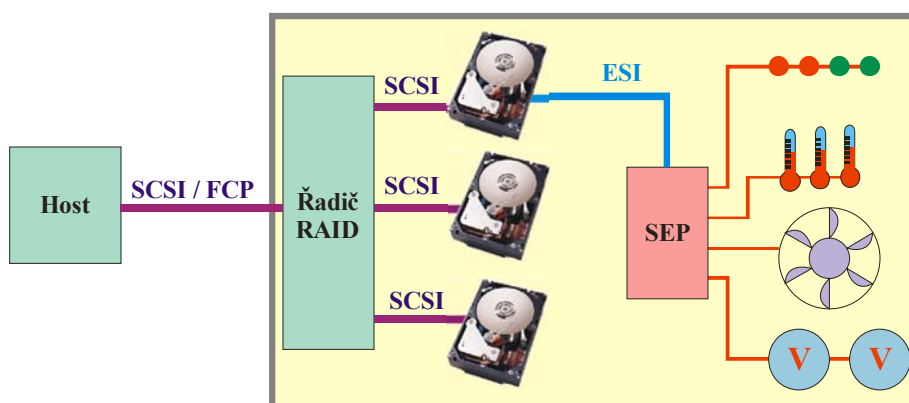 SCSI
ESI
SCSI / FCP
Host
Řadič
RAID
SCSI
SEP
SCSI
V
V